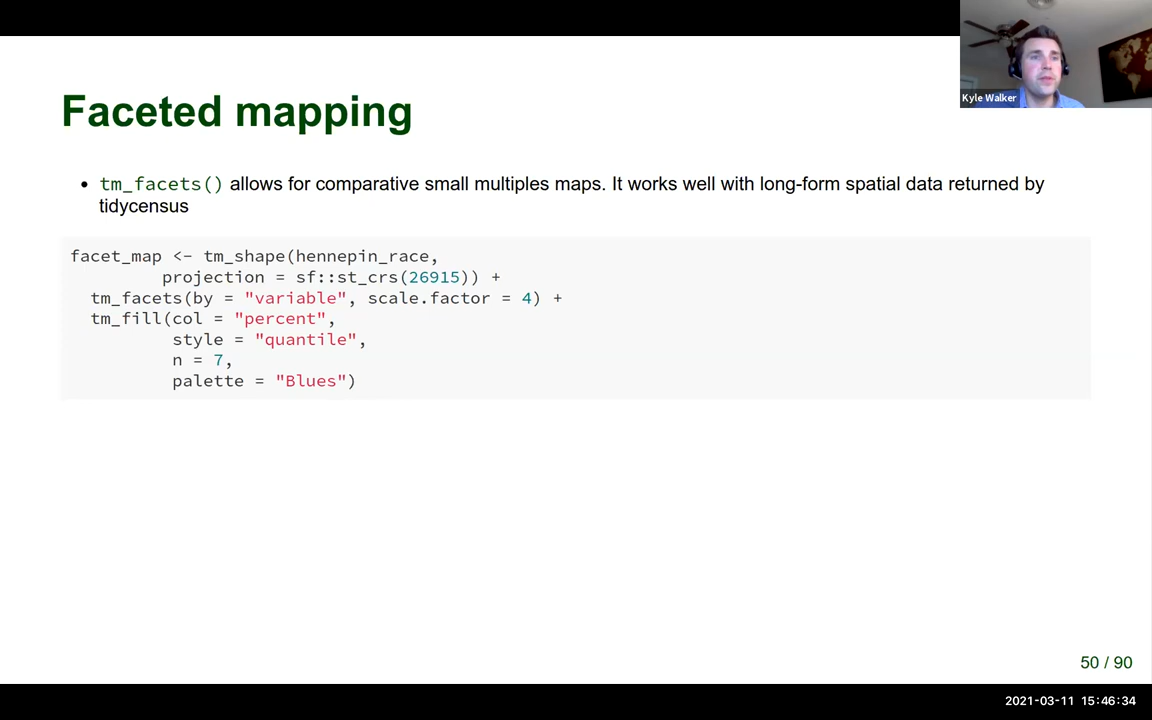 Kyle Walker
Faceted mapping
• tm_facets() allows for comparative small multiples maps. It works well with long-form spatial data returned by
tidycensus
facet_map <- tm_shape(hennepin_race,
         projection = sf::st_crs(26915)) +
  tm_facets(by = "variable", scale.factor = 4) +
  tm_fill(col = "percent",
          style = "quantile",
          n = 7,
          palette = "Blues")
50 / 90
2021-03-11 15:46:34